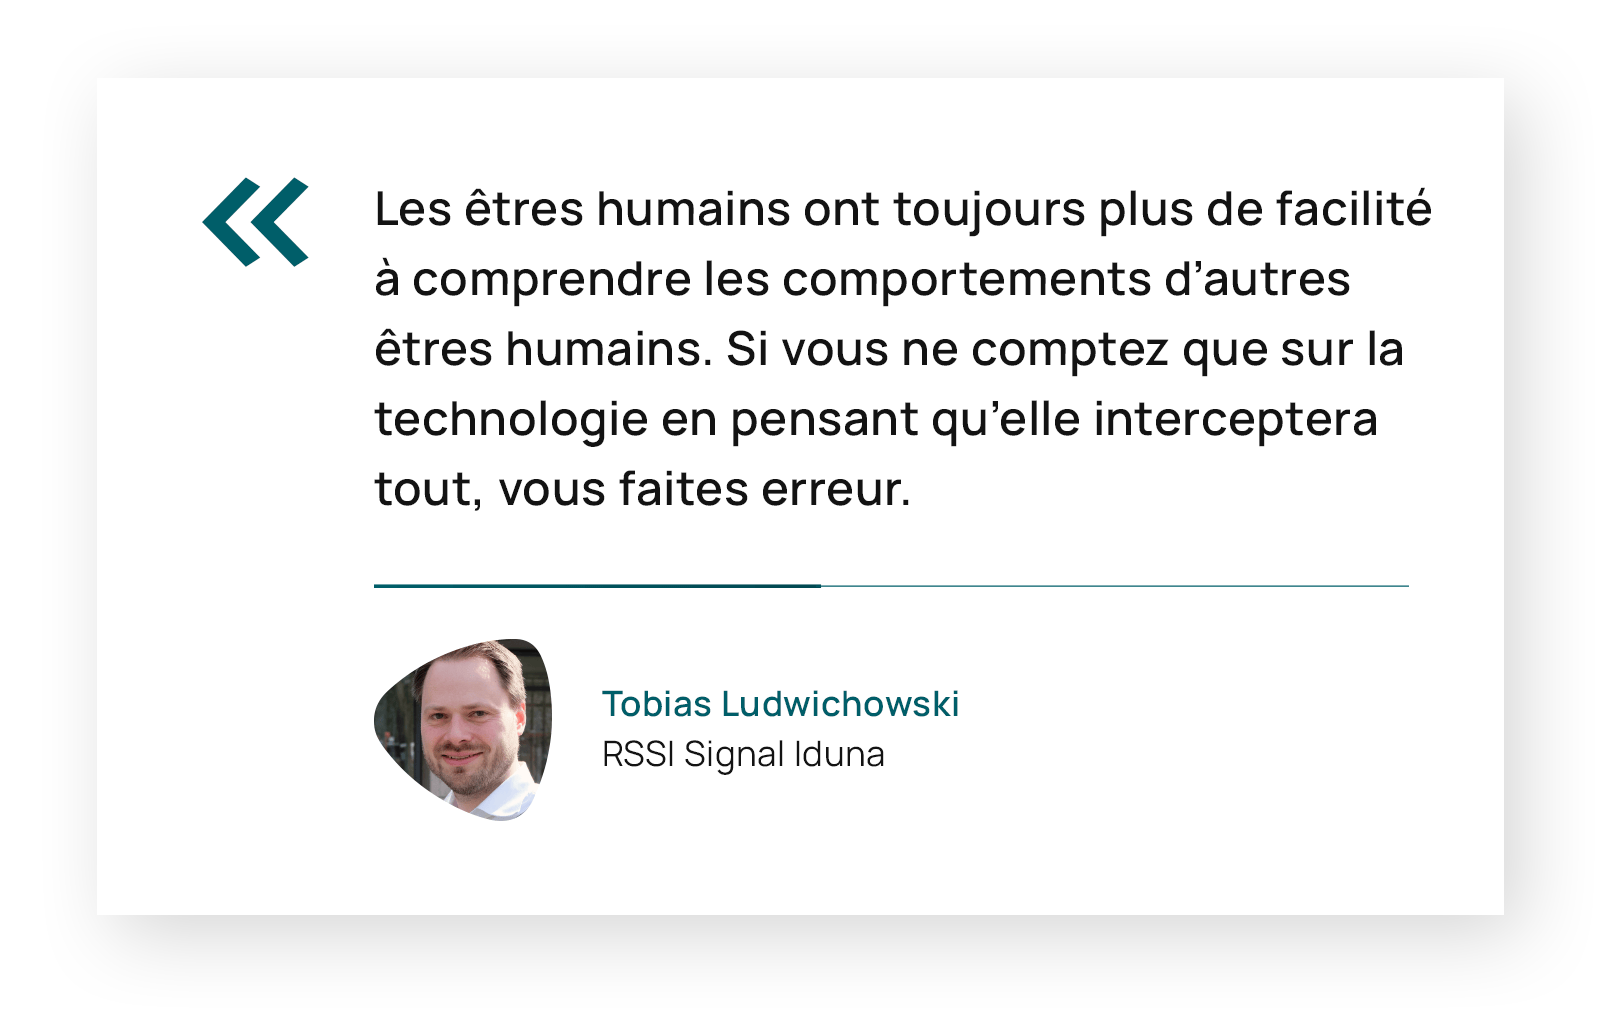 «
Les êtres humains ont toujours plus de facilité
à comprendre les comportements d’autres
êtres humains. Si vous ne comptez que sur la
technologie en pensant qu’elle interceptera
tout, vous faites erreur.
Tobias Ludwichowski
RSSI Signal Iduna